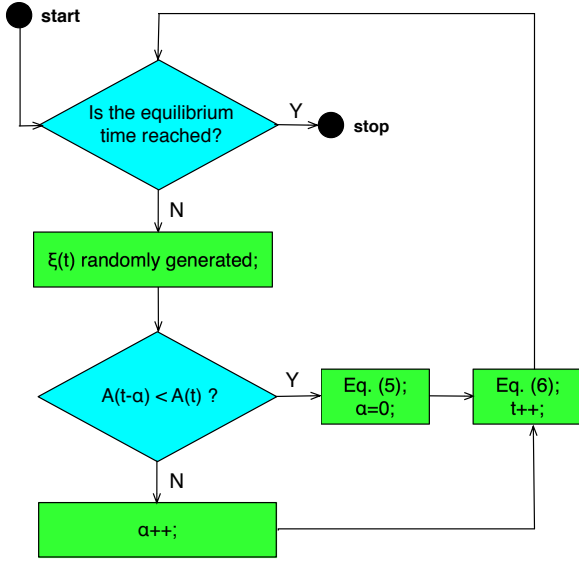 start
Is the equilibrium
time reached?
Y
stop
N
ξ(t) randomly generated;
A(t-α) < A(t) ?
Y
Eq. (5);
α=0;
Eq. (6);
t++;
N
α++;